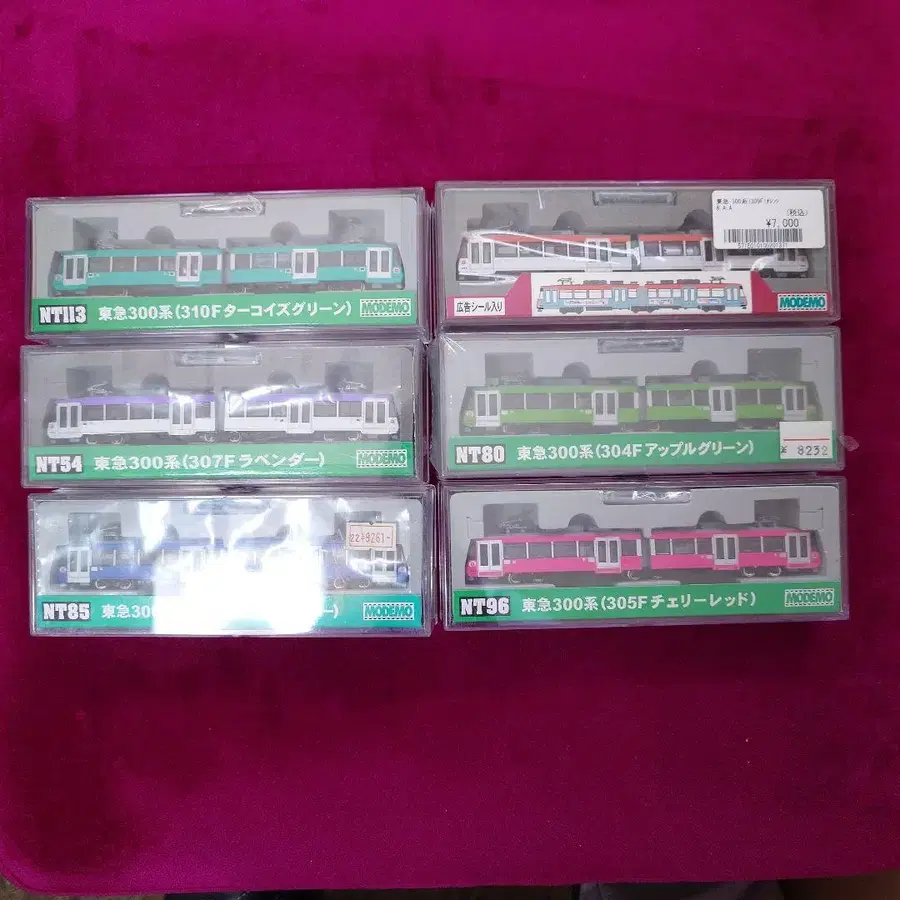 NT113 東急300系(310Fターコイズグリーン) MODEMO
東急 300系(309F
(税込)
¥7,000
広告シール入り
MODEMO
NT54 東急300系(307Fラベンダー) MODEMO
NT80 東急300系(304Fアップルグリーン)
¥ 8232
NT85 東急30 ー) MODEMO
22 ¥9261-
NT96 東急300系(305Fチェリーレッド) MODEMO